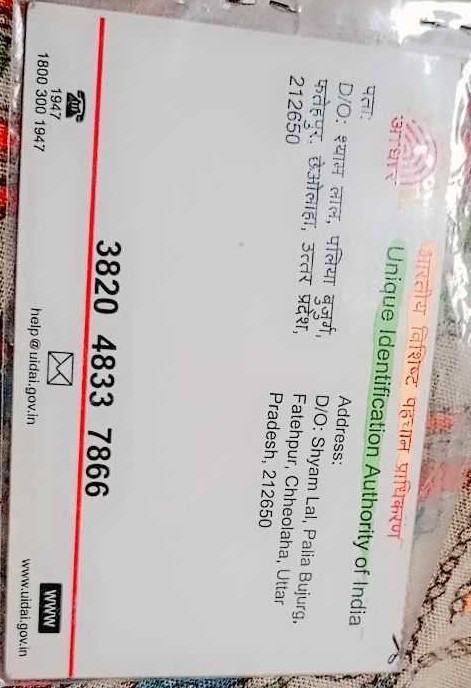 भारतीय विशिष्ट पहचान प्राधिकरण
Unique Identification Authority of India
आधार
पता:
D/O: श्याम लाल, पलिया बुजुर्ग,
फतेहपुर, छेओलाहा, उत्तर प्रदेश,
212650
Address:
D/O: Shyam Lal, Palia Bujurg,
Fatehpur, Chheolaha, Uttar
Pradesh, 212650
3820 4833 7866
1947
1800 300 1947
help@uidai.gov.in
www
www.uidai.gov.in